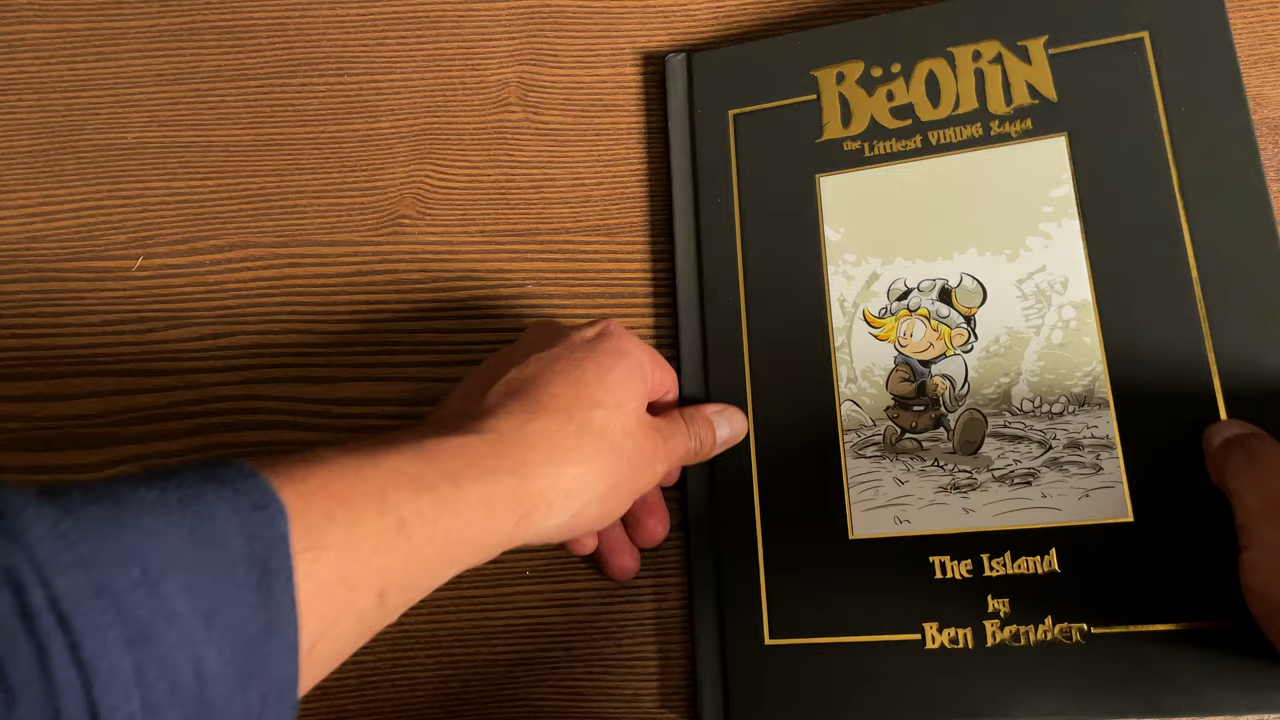 BëORN
the Littlest VIKING Saga
The Island
by
Ben Bender